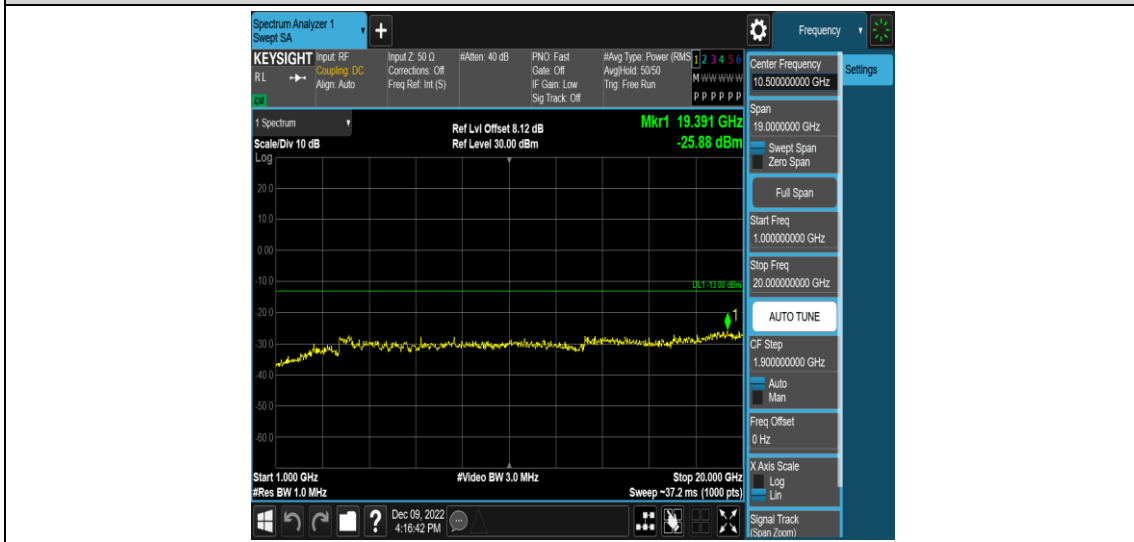 Spectrum Analyzer 1
Swept SA
+
Frequency
KEYSIGHT
RL
LXI
Input: RF
Coupling: DC
Align: Auto
Input Z: 50 Ω
Corrections: Off
Freq Ref: Int (S)
#Atten: 40 dB
PNO: Fast
Gate: Off
IF Gain: Low
Sig Track: Off
#Avg Type: Power (RMS
Avg|Hold: 50/50
Trig: Free Run
1 2 3 4 5 6
M W W W W W
P P P P P P
1 Spectrum
Scale/Div 10 dB
Log
Ref Lvl Offset 8.12 dB
Ref Level 30.00 dBm
Mkr1 19.391 GHz
-25.88 dBm
20.0
10.0
0.00
-10.0
DL1 -13.00 dBm
-20.0
1
-30.0
-40.0
-50.0
-60.0
Start 1.000 GHz
#Video BW 3.0 MHz
Stop 20.000 GHz
#Res BW 1.0 MHz
Sweep ~37.2 ms (1000 pts)
?
Dec 09, 2022
4:16:42 PM
Center Frequency
10.500000000 GHz
Settings
Span
19.0000000 GHz
Swept Span
Zero Span
Full Span
Start Freq
1.000000000 GHz
Stop Freq
20.000000000 GHz
AUTO TUNE
CF Step
1.900000000 GHz
Auto
Man
Freq Offset
0 Hz
X Axis Scale
Log
Lin
Signal Track
(Span Zoom)